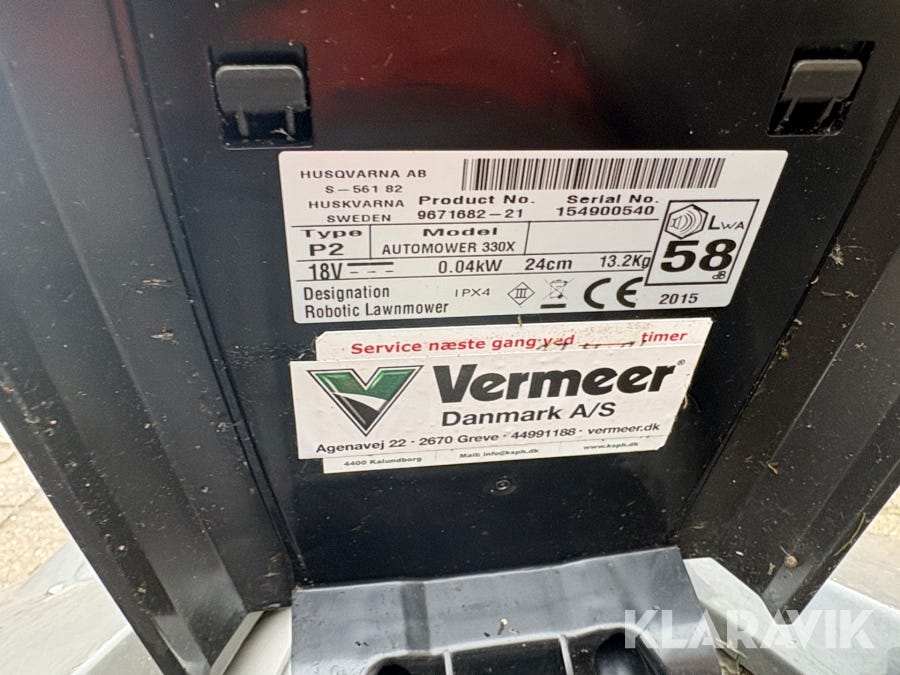 HUSQVARNA AB
S-561 82
HUSKVARNA
SWEDEN
Product No. Serial No.
9671682-21 154900540
Type Model
P2 AUTOMOWER 330X
LWA
58
dB
18V 0.04kW 24cm 13.2Kg
Designation IPX4 III CE 2015
Robotic Lawnmower
Service næste gang ved timer
Vermeer®
Danmark A/S
Agenavej 22 · 2670 Greve · 44991188 · vermeer.dk
4400 Kalundborg Mail: info@ksph.dk www.ksph.dk
KLARAVIK